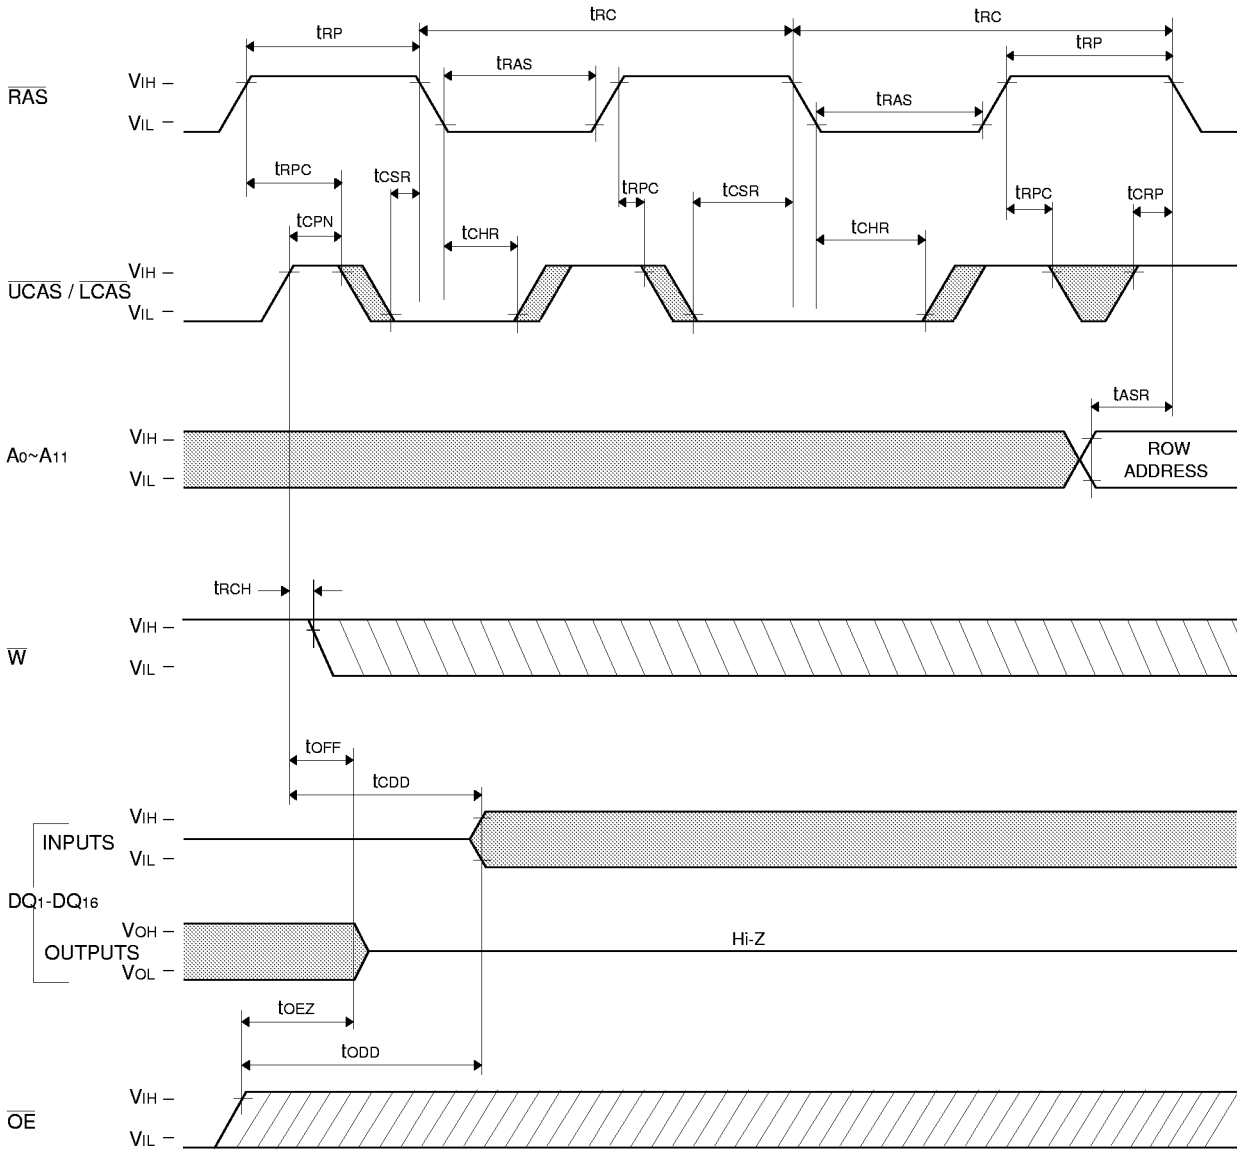 tRC
tRC
tRP
tRP
tRAS
tRAS
RAS
VIH
VIL
tRPC
tCSR
tRPC
tCSR
tRPC
tCRP
tCPN
tCHR
tCHR
UCAS / LCAS
VIH
VIL
tASR
A0~A11
VIH
VIL
ROW
ADDRESS
tRCH
W
VIH
VIL
tOFF
tCDD
INPUTS
VIH
VIL
DQ1-DQ16
OUTPUTS
VOH
VOL
Hi-Z
tOEZ
tODD
OE
VIH
VIL